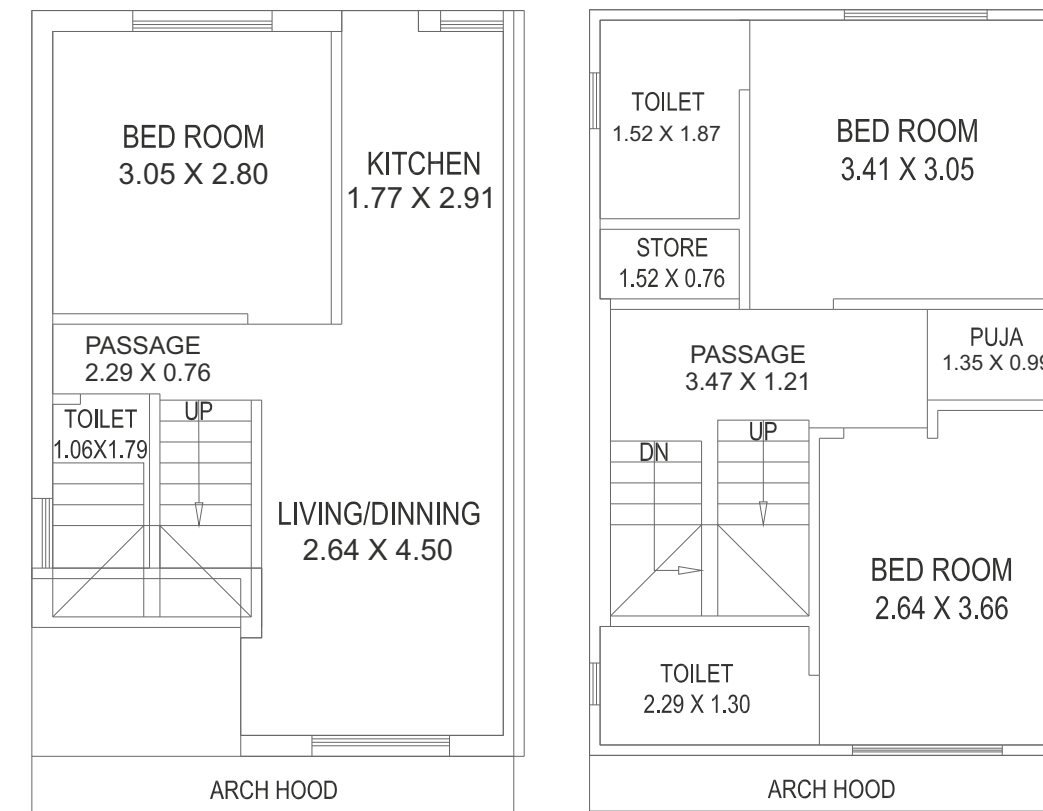 BED ROOM
3.05 X 2.80
KITCHEN
1.77 X 2.91
PASSAGE
2.29 X 0.76
TOILET
1.06X1.79
UP
LIVING/DINNING
2.64 X 4.50
ARCH HOOD
TOILET
1.52 X 1.87
BED ROOM
3.41 X 3.05
STORE
1.52 X 0.76
PASSAGE
3.47 X 1.21
PUJA
1.35 X 0.99
DN
UP
BED ROOM
2.64 X 3.66
TOILET
2.29 X 1.30
ARCH HOOD